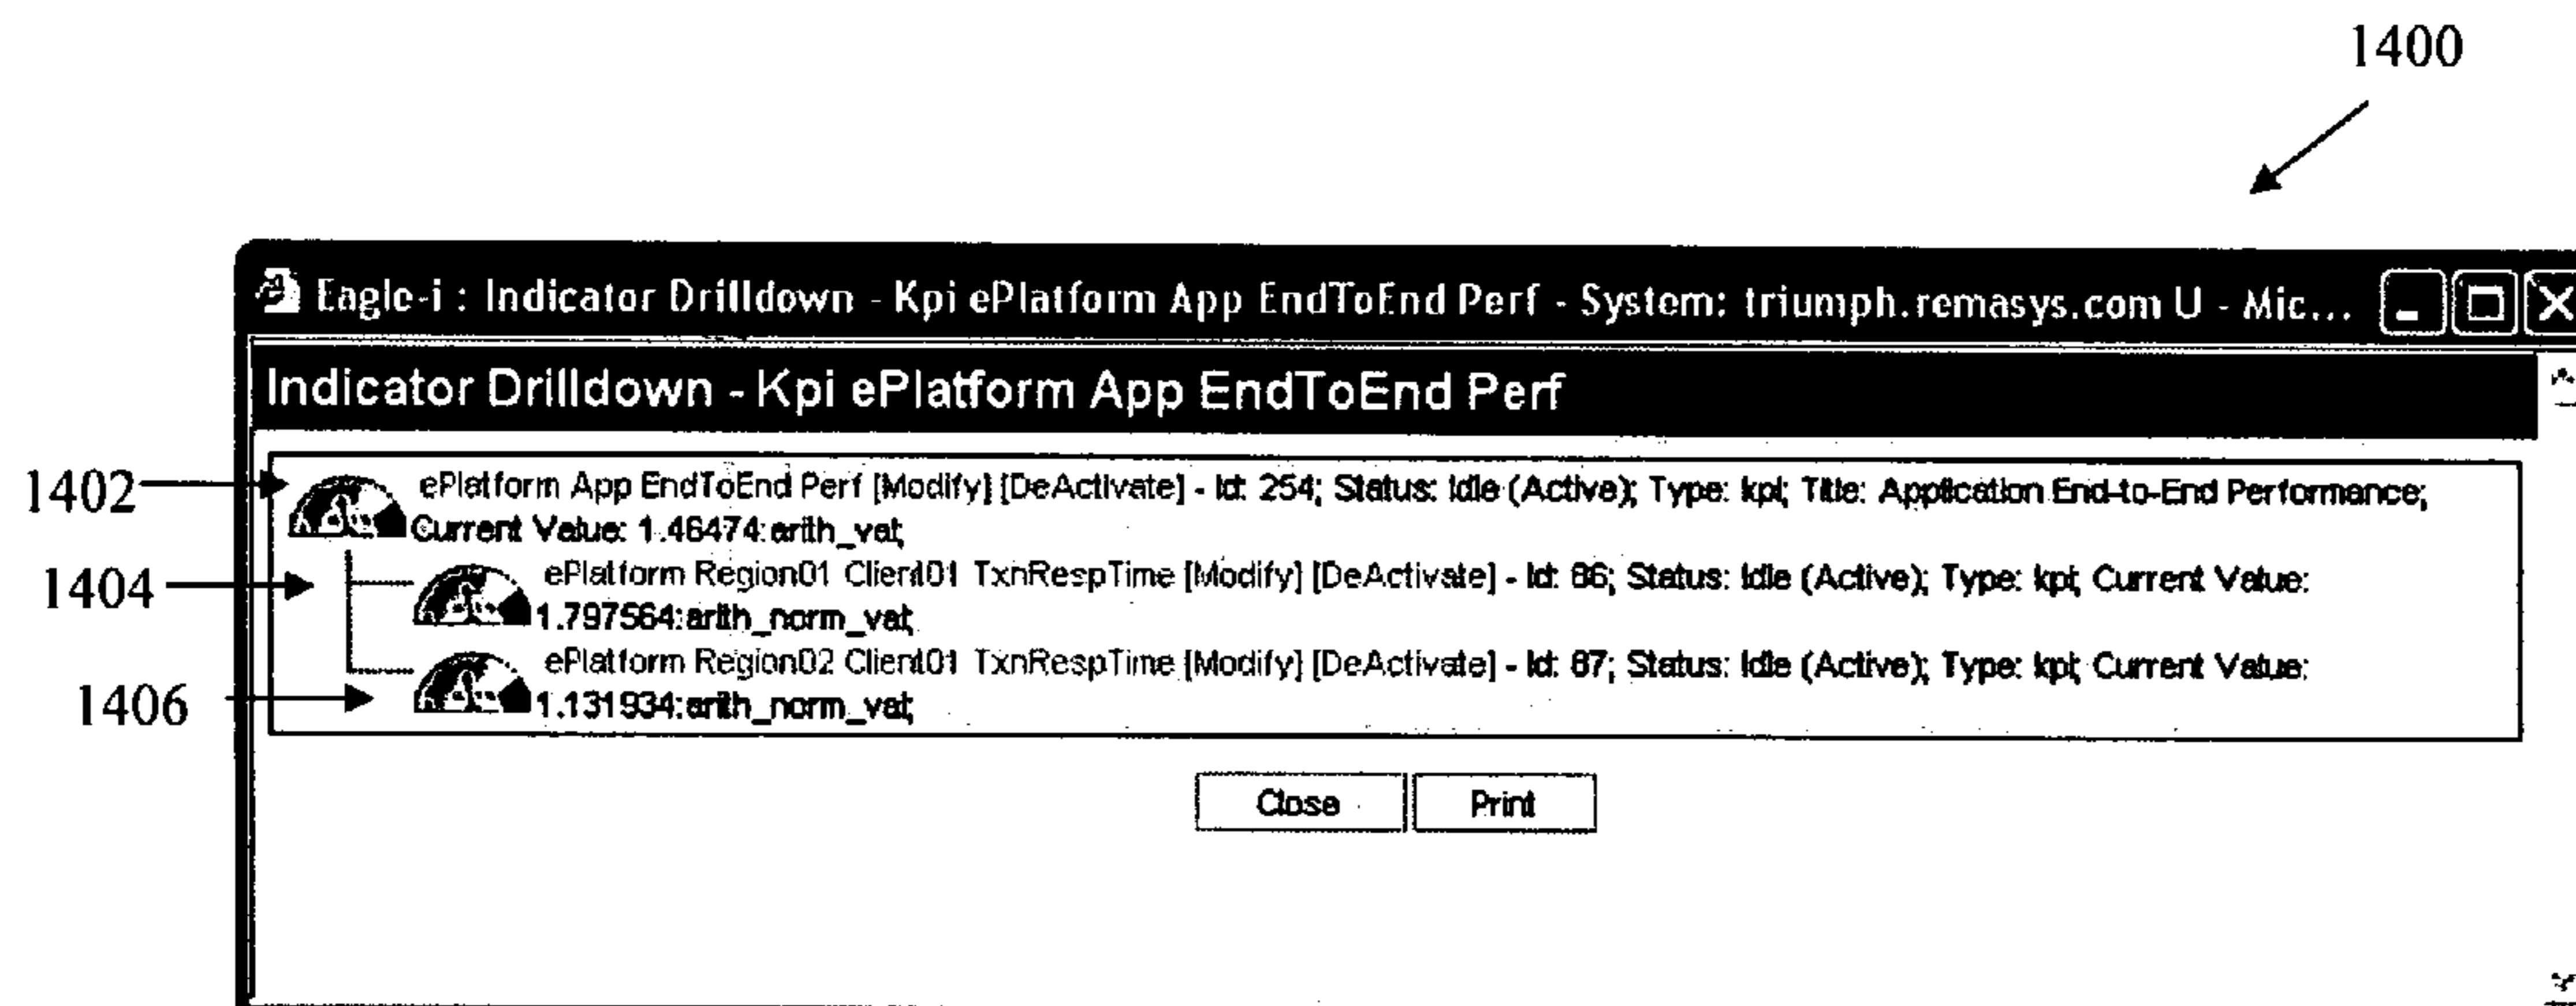 1400
Eagle-i : Indicator Drilldown - Kpi ePlatform App EndToEnd Perf - System: triumph.remasys.com U - Mic...
Indicator Drilldown - Kpi ePlatform App EndToEnd Perf
1402
ePlatform App EndToEnd Perf [Modify] [DeActivate] - Id: 254; Status: Idle (Active); Type: kpi; Title: Application End-to-End Performance;
Current Value: 1.46474:arith_val;
1404
ePlatform Region01 Client01 TxnRespTime [Modify] [DeActivate] - Id: 86; Status: Idle (Active); Type: kpi; Current Value:
1.797564:arith_norm_val;
ePlatform Region02 Client01 TxnRespTime [Modify] [DeActivate] - Id: 87; Status: Idle (Active); Type: kpi; Current Value:
1406
1.131934:arith_norm_val;
Close
Print